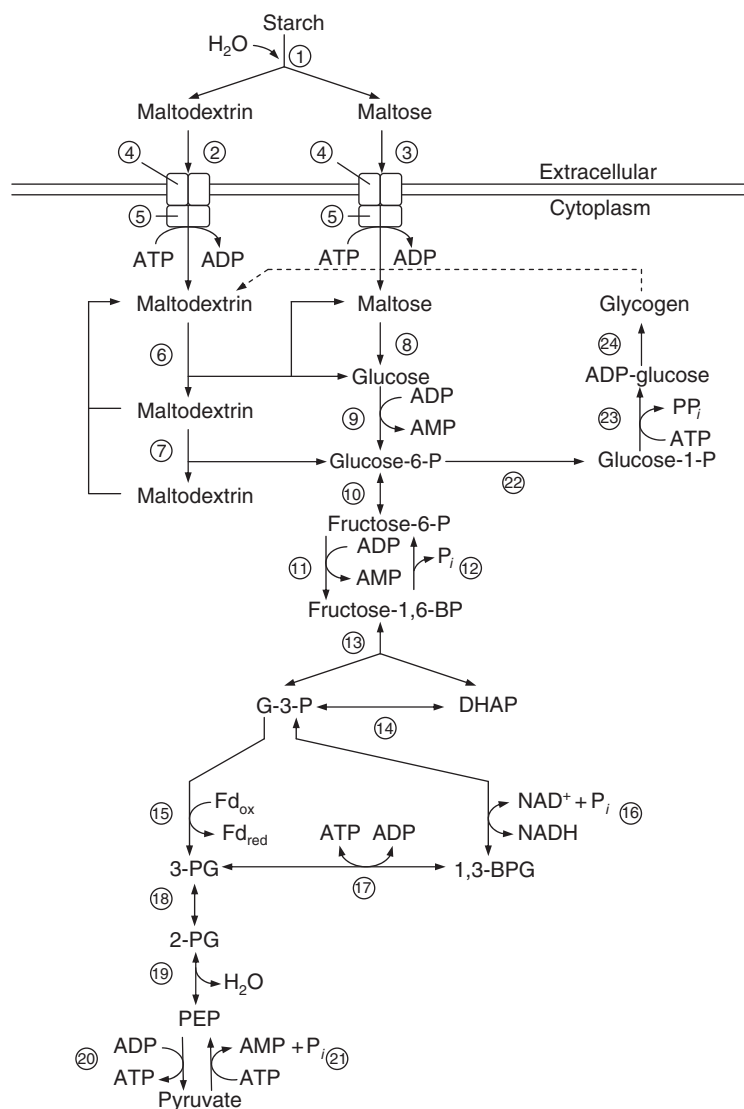 Starch
H₂O ①
Maltodextrin Maltose
④ ② ④ ③
Extracellular
⑤ ⑤ Cytoplasm
ATP ADP ATP ADP
Maltodextrin Maltose Glycogen
⑥ ⑧ ㉔
Glucose ADP-glucose
ADP
Maltodextrin ⑨ AMP ㉓ PPᵢ
ATP
⑦ Glucose-6-P ㉒ Glucose-1-P
Maltodextrin ⑩
Fructose-6-P
⑪ ADP Pᵢ ⑫
AMP
Fructose-1,6-BP
⑬
G-3-P ⑭ DHAP
⑮ Fdox NAD⁺ + Pᵢ ⑯
Fdred ATP ADP NADH
3-PG ⑰ 1,3-BPG
⑱
2-PG
⑲ H₂O
PEP
⑳ ADP AMP + Pᵢ ㉑
ATP ATP
Pyruvate